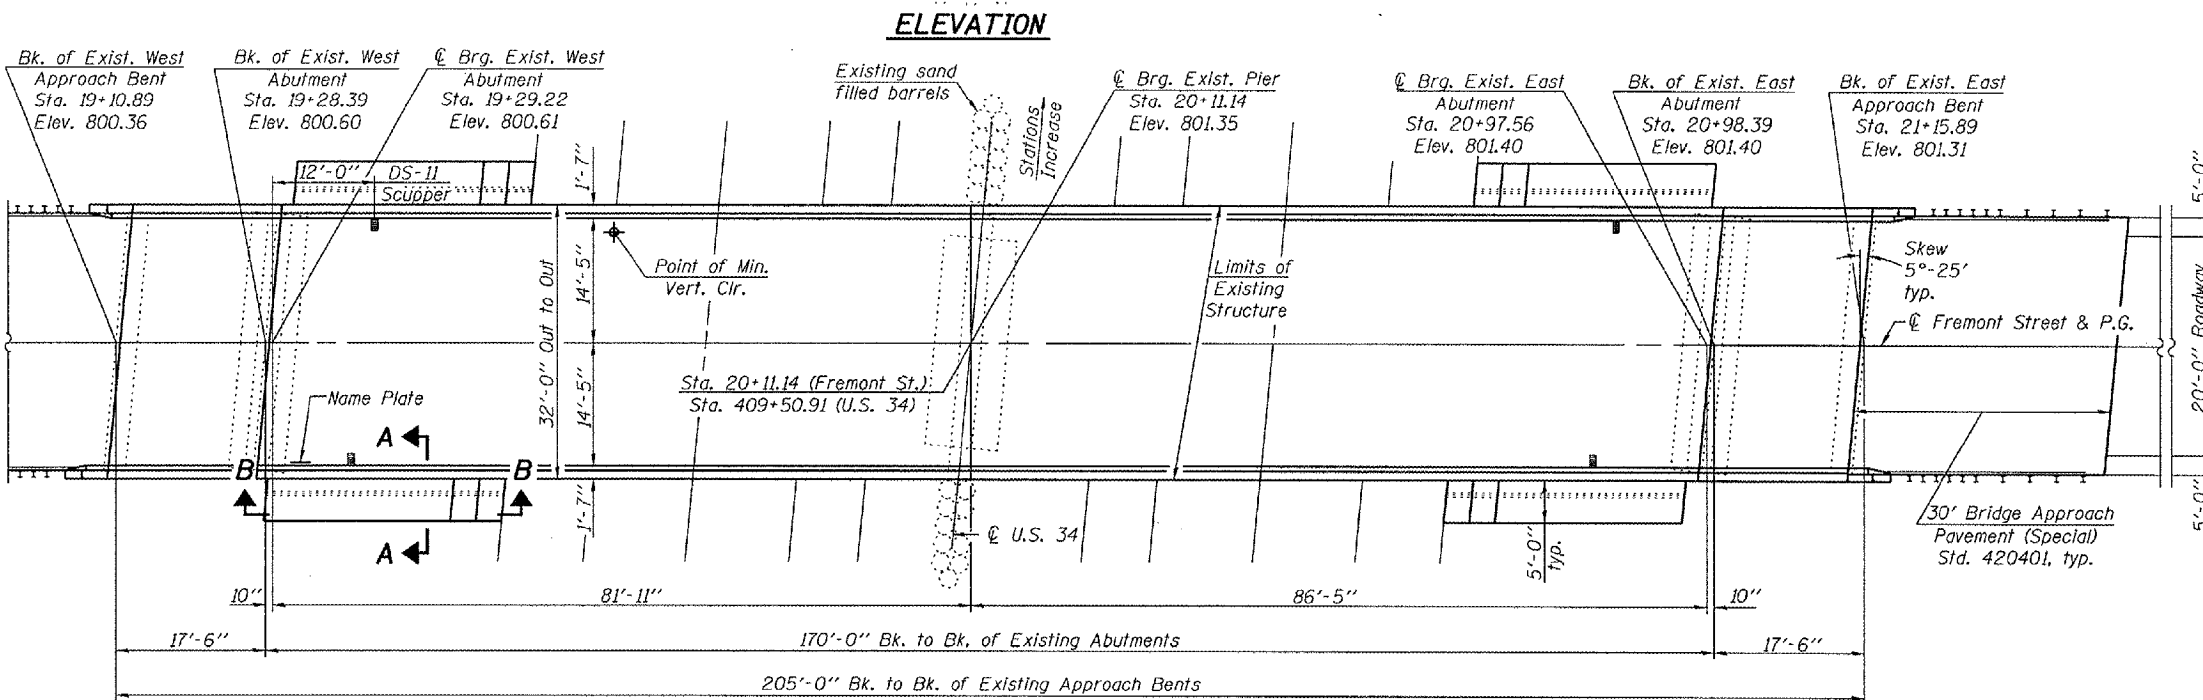 ELEVATION
Bk. of Exist. West
Approach Bent
Sta. 19+10.89
Elev. 800.36
Bk. of Exist. West
Abutment
Sta. 19+28.39
Elev. 800.60
℄ Brg. Exist. West
Abutment
Sta. 19+29.22
Elev. 800.61
Existing sand
filled barrels
Stations
Increase
℄ Brg. Exist. Pier
Sta. 20+11.14
Elev. 801.35
℄ Brg. Exist. East
Abutment
Sta. 20+97.56
Elev. 801.40
Bk. of Exist. East
Abutment
Sta. 20+98.39
Elev. 801.40
Bk. of Exist. East
Approach Bent
Sta. 21+15.89
Elev. 801.31
12'-0"
DS-11
Scupper
1'-7"
5'-0"
Point of Min.
Vert. Clr.
32'-0" Out to Out
14'-5"
Limits of
Existing
Structure
Skew
5°-25'
typ.
℄ Fremont Street & P.G.
20'-0" Roadway
Sta. 20+11.14 (Fremont St.)
Sta. 409+50.91 (U.S. 34)
Name Plate
14'-5"
A
B
B
A
1'-7"
℄ U.S. 34
5'-0"
typ.
30' Bridge Approach
Pavement (Special)
Std. 420401, typ.
5'-0"
10"
81'-11"
86'-5"
10"
17'-6"
170'-0" Bk. to Bk. of Existing Abutments
17'-6"
205'-0" Bk. to Bk. of Existing Approach Bents